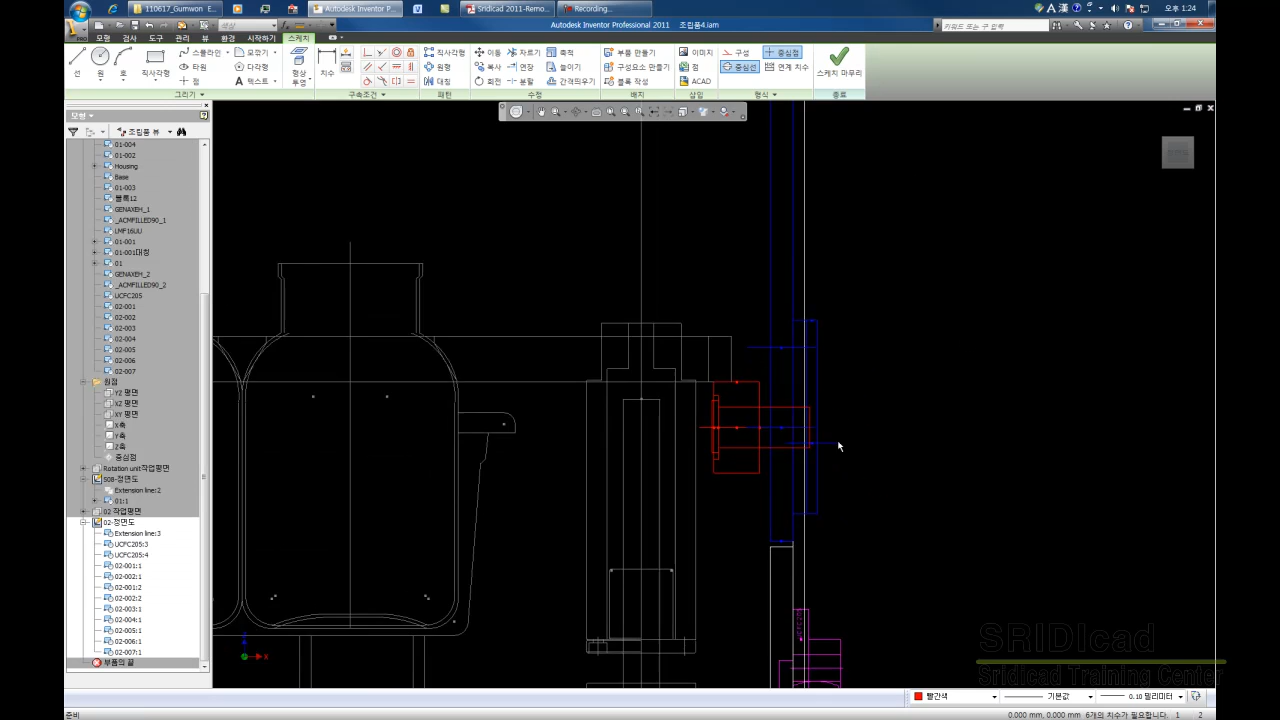 110617_Gumwon E...
Autodesk Inventor P...
Sridicad 2011-Remo...
Recording...
오후 1:24
PRO
색상
Autodesk Inventor Professional 2011 조립품4.iam
키워드 또는 구 입력
모형 검사 도구 관리 뷰 환경 시작하기 스케치
선 원 호 직사각형
스플라인 모깎기
타원 다각형
점 텍스트
형상 투영
치수
직사각형 이동 자르기 축척
원형 복사 연장 늘이기
대칭 회전 분할 간격띄우기
부품 만들기
구성요소 만들기
블록 작성
이미지
점
ACAD
구성 중심점
중심선 연계 치수
스케치 마무리
그리기 구속조건 패턴 수정 배치 삽입 형식 종료
모형
조립품 뷰
01-004
01-002
Housing
Base
01-003
블록12
GENAXEH_1
_ACMFILLED90_1
LMF16UU
01-001
01-001대칭
01
GENAXEH_2
_ACMFILLED90_2
UCFC205
02-001
02-002
02-003
02-004
02-005
02-006
02-007
원점
YZ 평면
XZ 평면
XY 평면
X축
Y축
Z축
중심점
Rotation unit작업평면
508-정면도
Extension line:2
01:1
02 작업평면
02-정면도
Extension line:3
UCFC205:3
UCFC205:4
02-001:1
02-002:1
02-001:2
02-002:2
02-003:1
02-004:1
02-005:1
02-006:1
02-007:1
부품의 끝
Z
X
SRIDIcad
Sridicad Training Center
빨간색 기본값 0.10 밀리미터
준비
0.000 mm, 0.000 mm 6개의 치수가 필요합니다. 1 2